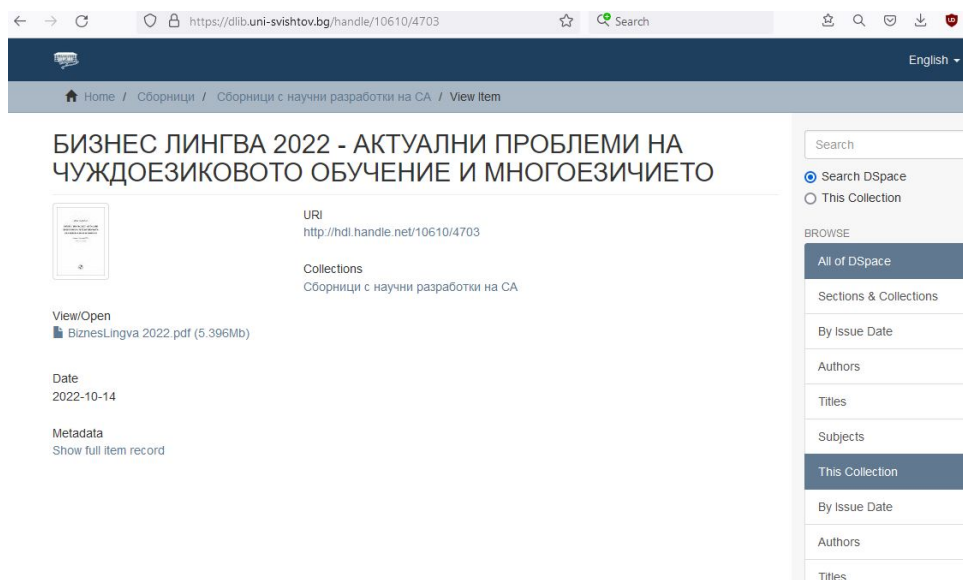 https://dlib.uni-svishtov.bg/handle/10610/4703
Search
English
Home / Сборници / Сборници с научни разработки на СА / View Item
БИЗНЕС ЛИНГВА 2022 - АКТУАЛНИ ПРОБЛЕМИ НА
ЧУЖДОЕЗИКОВОТО ОБУЧЕНИЕ И МНОГОЕЗИЧИЕТО
URI
http://hdl.handle.net/10610/4703
Collections
Сборници с научни разработки на СА
View/Open
BiznesLingva 2022.pdf (5.396Mb)
Date
2022-10-14
Metadata
Show full item record
Search
Search DSpace
This Collection
BROWSE
All of DSpace
Sections & Collections
By Issue Date
Authors
Titles
Subjects
This Collection
By Issue Date
Authors
Titles